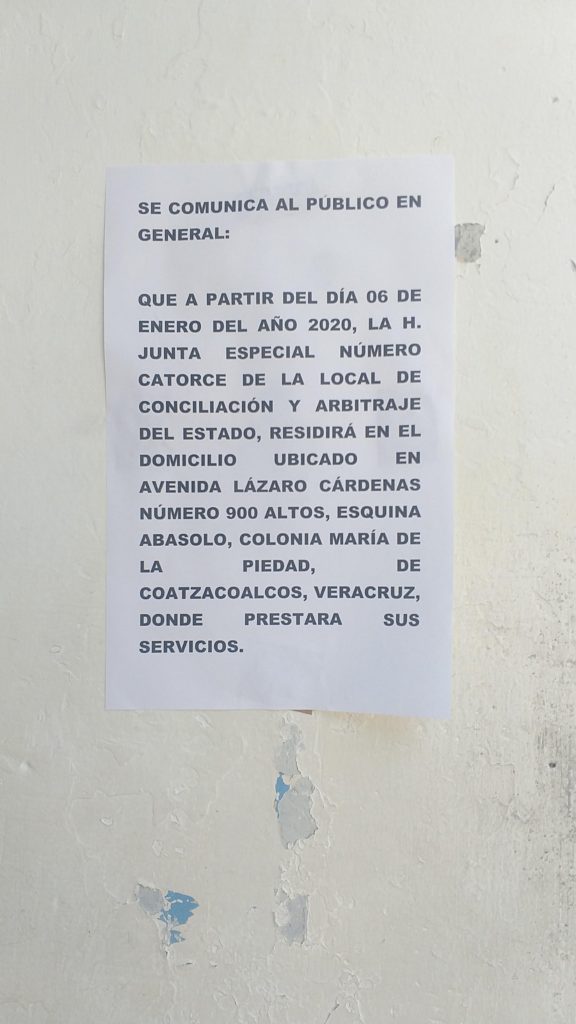 SE COMUNICA AL PÚBLICO EN
GENERAL:
QUE A PARTIR DEL DÍA 06 DE
ENERO DEL AÑO 2020, LA H.
JUNTA ESPECIAL NÚMERO
CATORCE DE LA LOCAL DE
CONCILIACIÓN Y ARBITRAJE
DEL ESTADO, RESIDIRÁ EN EL
DOMICILIO UBICADO EN
AVENIDA LÁZARO CÁRDENAS
NÚMERO 900 ALTOS, ESQUINA
ABASOLO, COLONIA MARÍA DE
LA PIEDAD, DE
COATZACOALCOS, VERACRUZ,
DONDE PRESTARA SUS
SERVICIOS.